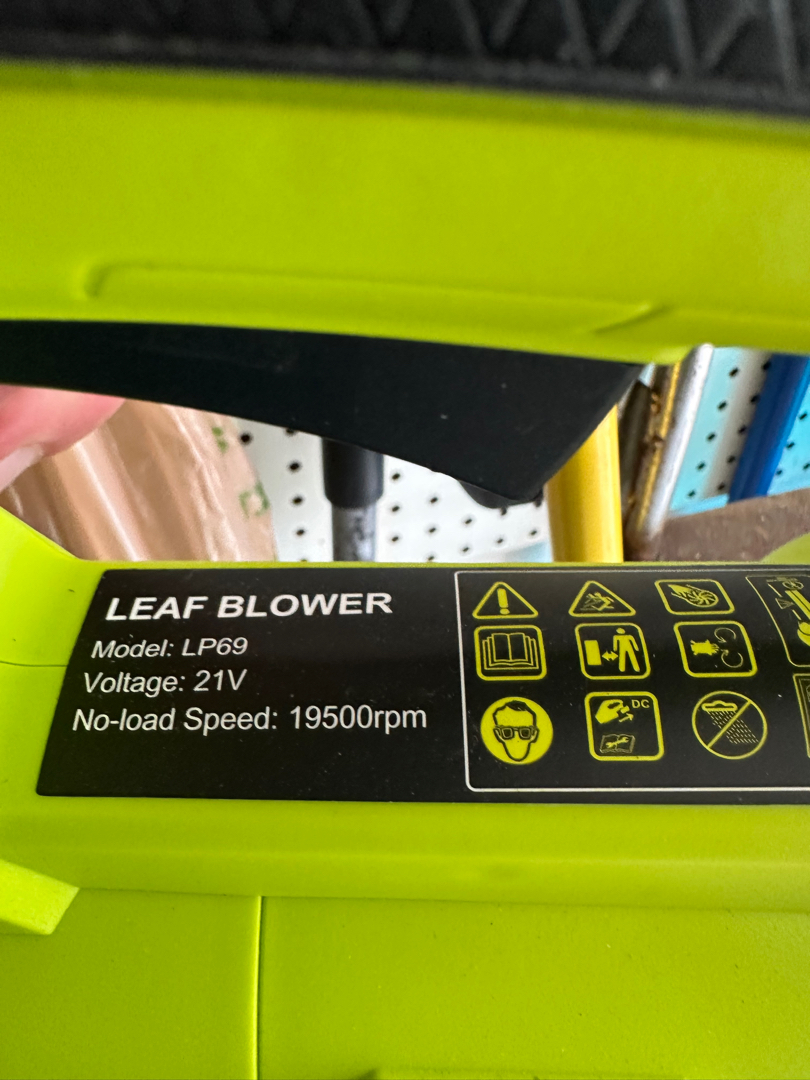 LEAF BLOWER
Model: LP69
Voltage: 21V
No-load Speed: 19500rpm
DC